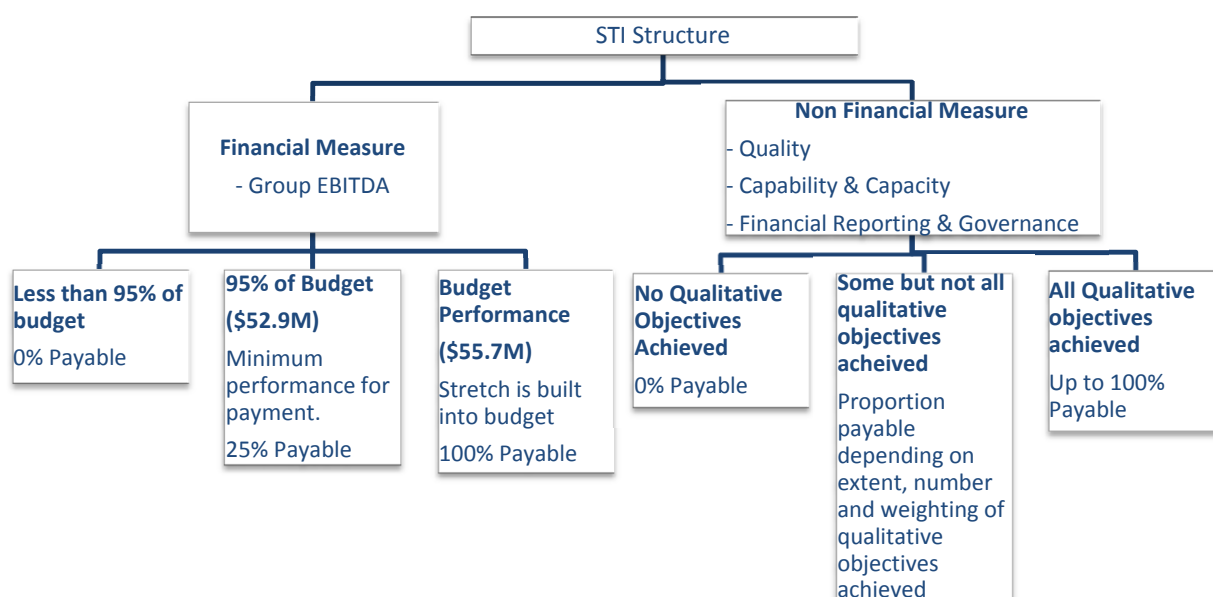 STI Structure
Financial Measure
- Group EBITDA
Non Financial Measure
- Quality
- Capability & Capacity
- Financial Reporting & Governance
Less than 95% of
budget
0% Payable
95% of Budget
($52.9M)
Minimum
performance for
payment.
25% Payable
Budget
Performance
($55.7M)
Stretch is built
into budget
100% Payable
No Qualitative
Objectives
Achieved
0% Payable
Some but not all
qualitative
objectives
acheived
Proportion
payable
depending on
extent, number
and weighting of
qualitative
objectives
achieved
All Qualitative
objectives
achieved
Up to 100%
Payable